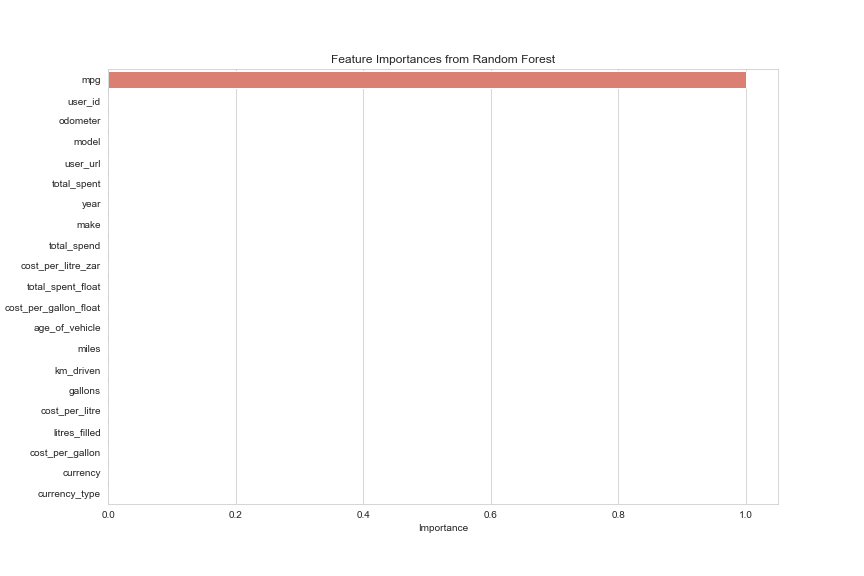 Feature Importances from Random Forest
mpg
user_id
odometer
model
user_url
total_spent
year
make
total_spend
cost_per_litre_zar
total_spent_float
cost_per_gallon_float
age_of_vehicle
miles
km_driven
gallons
cost_per_litre
litres_filled
cost_per_gallon
currency
currency_type
0.0 0.2 0.4 0.6 0.8 1.0
Importance